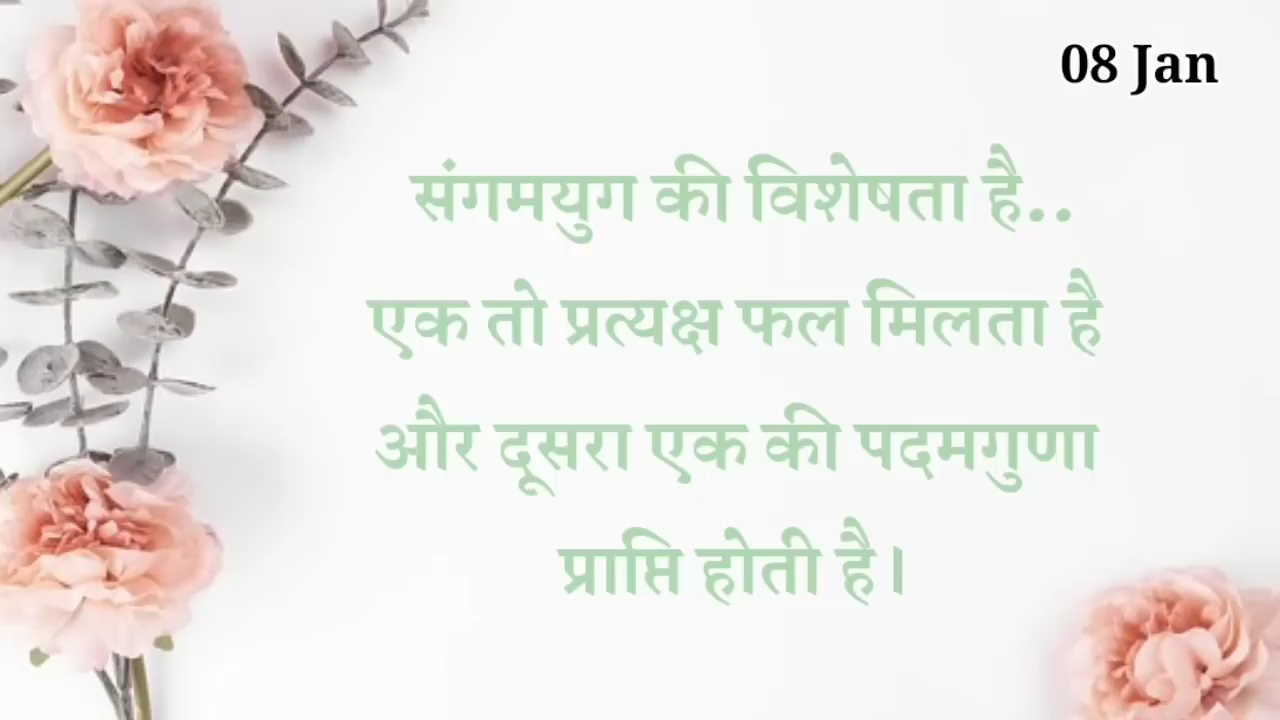 08 Jan
संगमयुग की विशेषता है..
एक तो प्रत्यक्ष फल मिलता है
और दूसरा एक की पदमगुणा
प्राप्ति होती है।